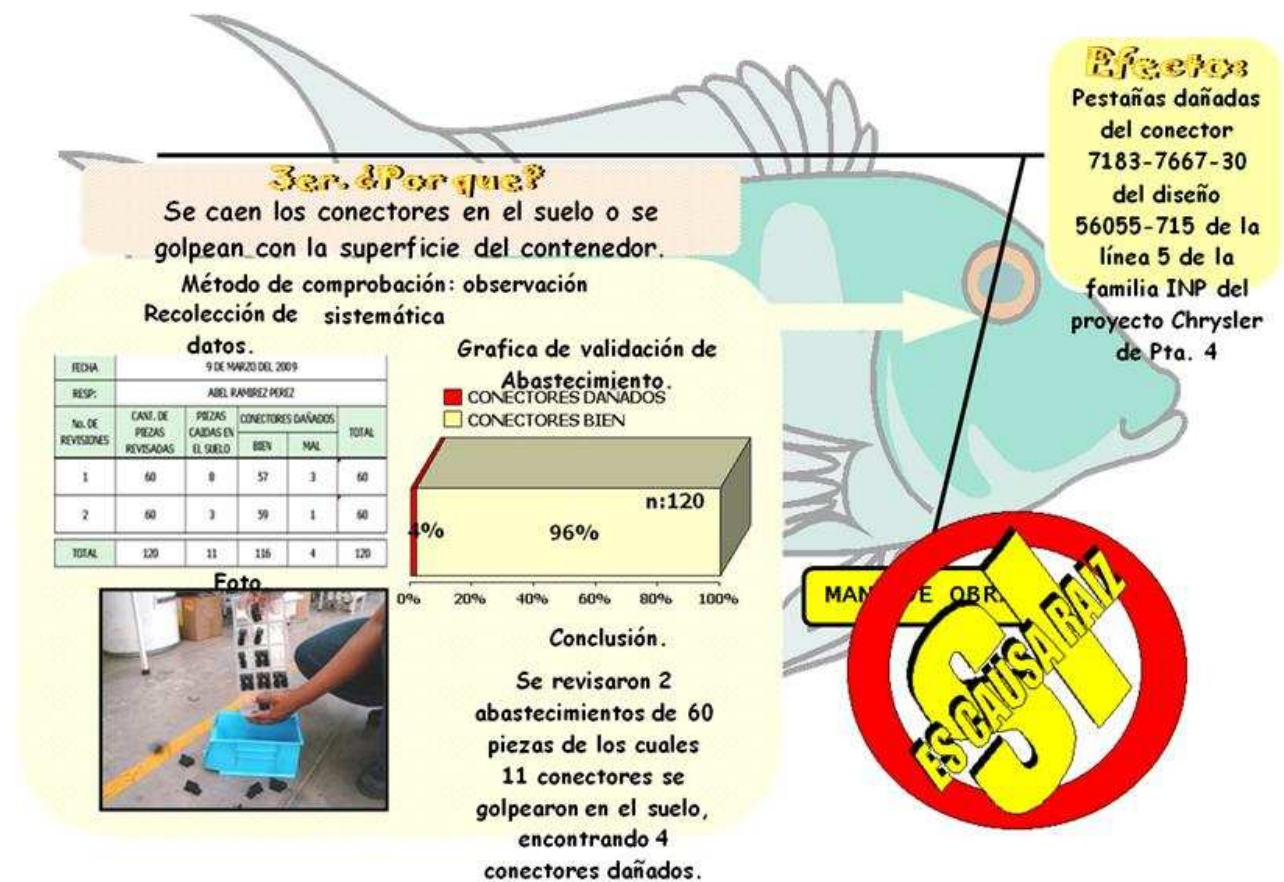 Efecto:
Pestañas dañadas
del conector
7183-7667-30
del diseño
56055-715 de la
línea 5 de la
familia INP del
proyecto Chrysler
de Pta. 4
3er. ¿Por que?
Se caen los conectores en el suelo o se
golpean con la superficie del contenedor.
Método de comprobación: observación
sistemática
Recolección de
datos.
FECHA 9 DE MARZO DEL 2009
RESP: ABEL RAMIREZ PEREZ
No. DE REVISIONES CANT. DE PIEZAS REVISADAS PIEZAS CAIDAS EN EL SUELO CONECTORES DAÑADOS TOTAL
BIEN MAL
1 60 8 57 3 60
2 60 3 59 1 60
TOTAL 120 11 116 4 120
Foto
Grafica de validación de
Abastecimiento.
CONECTORES DAÑADOS
CONECTORES BIEN
n:120
4% 96%
0% 20% 40% 60% 80% 100%
Conclusión.
Se revisaron 2
abastecimientos de 60
piezas de los cuales
11 conectores se
golpearon en el suelo,
encontrando 4
conectores dañados.
MAN DE OBR
SI
ES CAUSA RAIZ